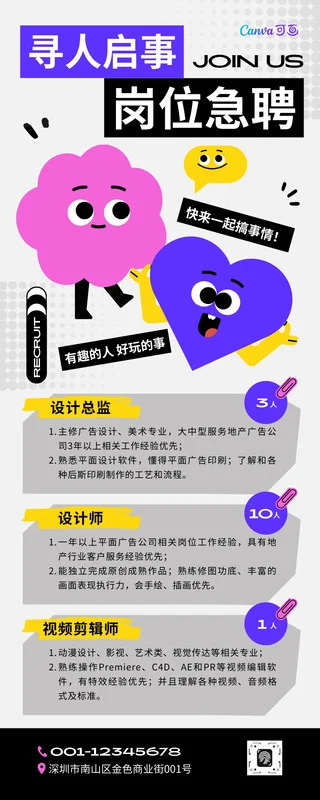 Canva可画
寻人启事
JOIN US
岗位急聘
快来一起搞事情！
RECRUIT
有趣的人 好玩的事
设计总监
3人
1.主修广告设计、美术专业，大中型服务地产广告公
司3年以上相关工作经验优先；
2.熟悉平面设计软件，懂得平面广告印刷；了解和各
种后斯印刷制作的工艺和流程。
设计师
10人
1.一年以上平面广告公司相关岗位工作经验，具有地
产行业客户服务经验优先；
2.能独立完成原创成熟作品；熟练修图功底、丰富的
画面表现执行力，会手绘、插画优先。
视频剪辑师
1人
1.动漫设计、影视、艺术类、视觉传达等相关专业；
2.熟练操作Premiere、C4D、AE和PR等视频编辑软
件，有特效经验优先；并且理解各种视频、音频格
式及标准。
001-12345678
深圳市南山区金色商业街001号